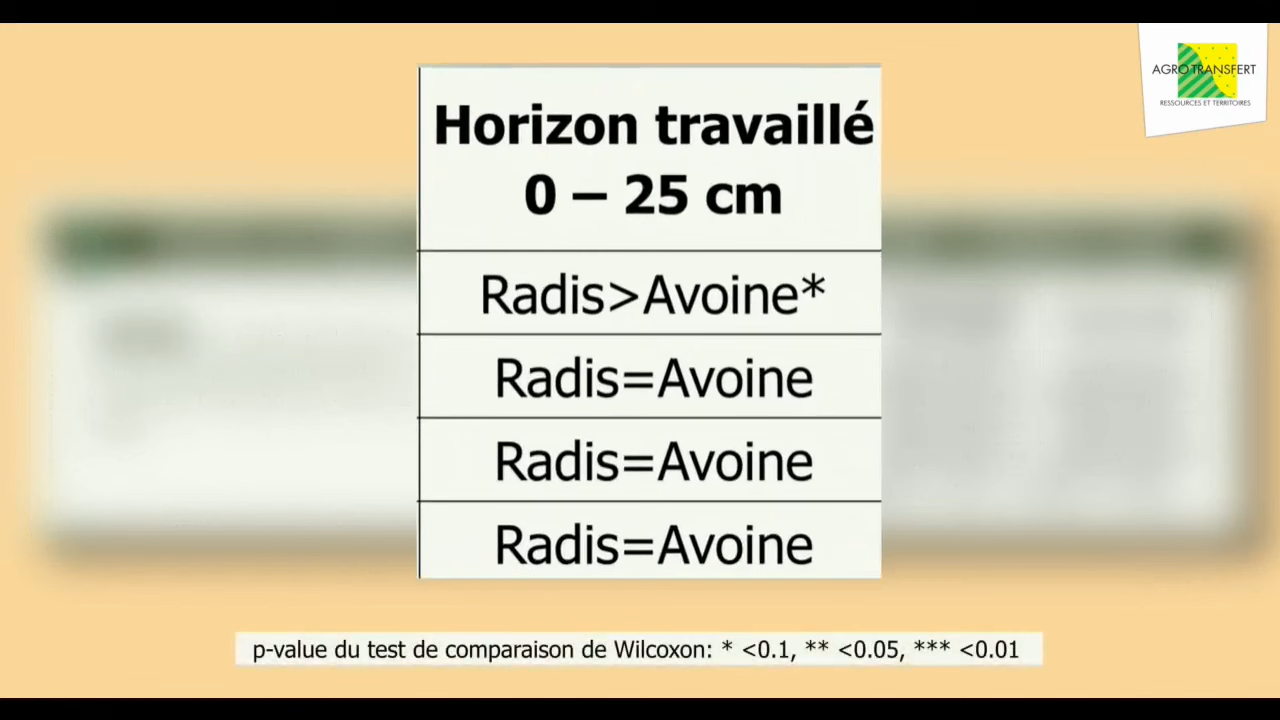 AGRO TRANSFERT
RESSOURCES ET TERRITOIRES
Horizon travaillé
0 – 25 cm
Radis>Avoine*
Radis=Avoine
Radis=Avoine
Radis=Avoine
p-value du test de comparaison de Wilcoxon: * <0.1, ** <0.05, *** <0.01